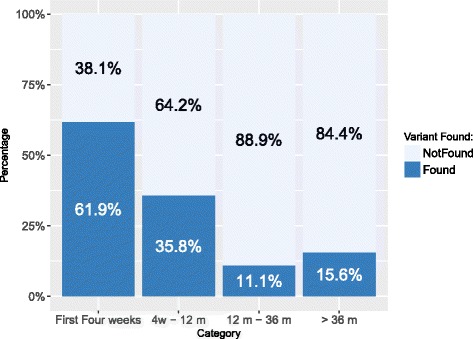 100%
75%
50%
25%
0%
Percentage
38.1%
64.2%
88.9%
84.4%
61.9%
35.8%
11.1%
15.6%
First Four weeks
4w – 12 m
12 m – 36 m
> 36 m
Category
Variant Found:
NotFound
Found